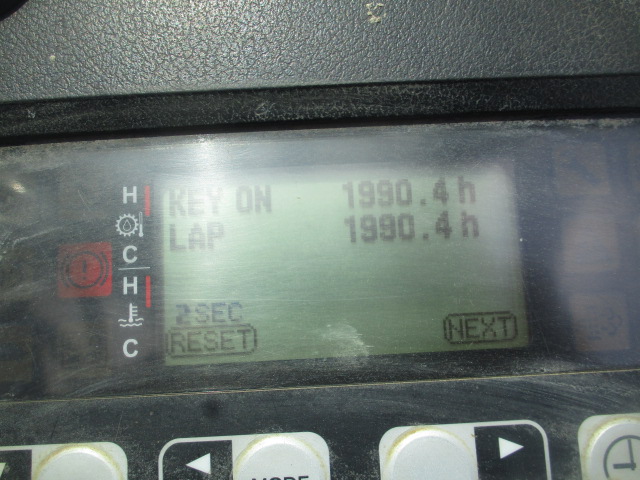 H
C
H
C
KEY ON 1990.4 h
LAP 1990.4 h
2SEC
RESET NEXT
MODE